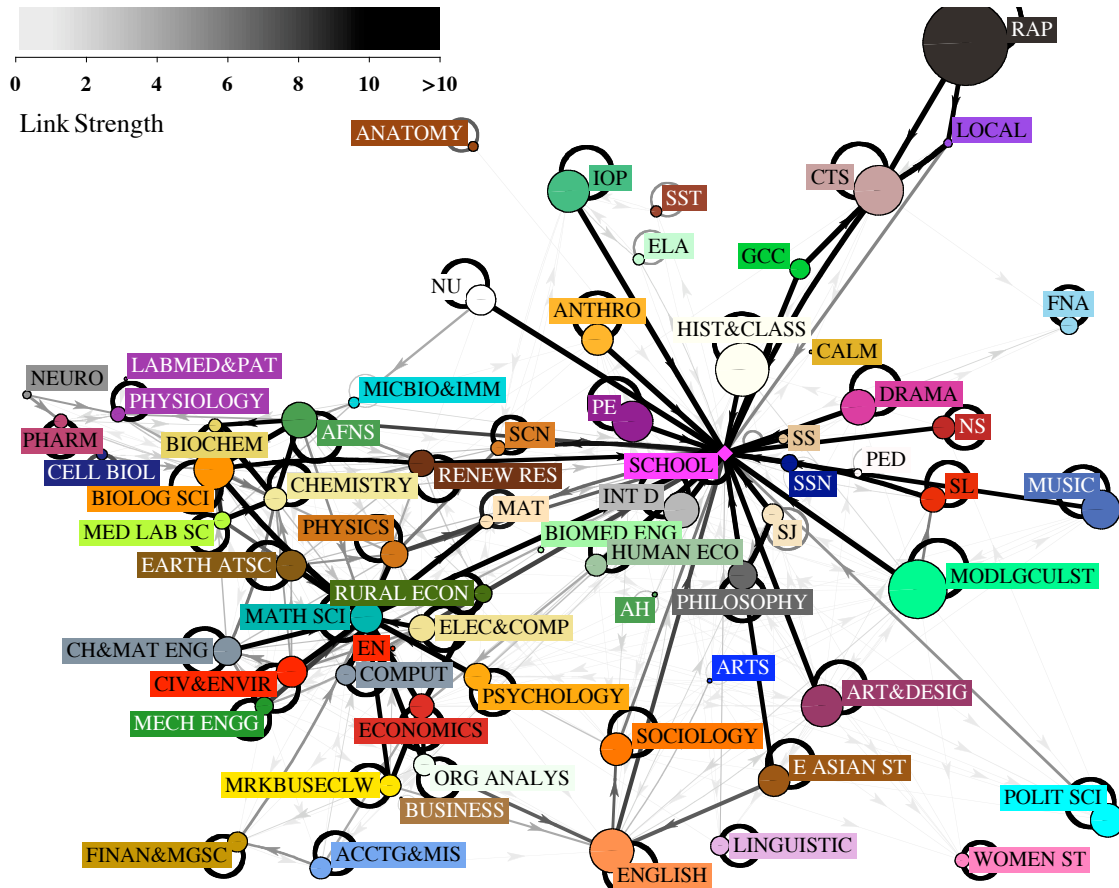 RAP
0 2 4 6 8 10 >10
Link Strength
ANATOMY
LOCAL
IOP
CTS
SST
ELA
GCC
NU
ANTHRO
HIST&CLASS
FNA
CALM
LABMED&PAT
NEURO
MICBIO&IMM
PHYSIOLOGY
DRAMA
PE
NS
PHARM
BIOCHEM
AFNS
SCN
SS
CELL BIOL
SCHOOL
PED
RENEW RES
SSN
BIOLOG SCI
CHEMISTRY
INT D
SL
MUSIC
MAT
MED LAB SC
PHYSICS
BIOMED ENG
SJ
HUMAN ECO
EARTH ATSC
MODLGCULST
RURAL ECON
PHILOSOPHY
AH
MATH SCI
ELEC&COMP
CH&MAT ENG
EN
COMPUT
ARTS
CIV&ENVIR
PSYCHOLOGY
ART&DESIG
MECH ENGG
ECONOMICS
SOCIOLOGY
E ASIAN ST
ORG ANALYS
MRKBUSECLW
POLIT SCI
BUSINESS
LINGUISTIC
FINAN&MGSC
ACCTG&MIS
WOMEN ST
ENGLISH